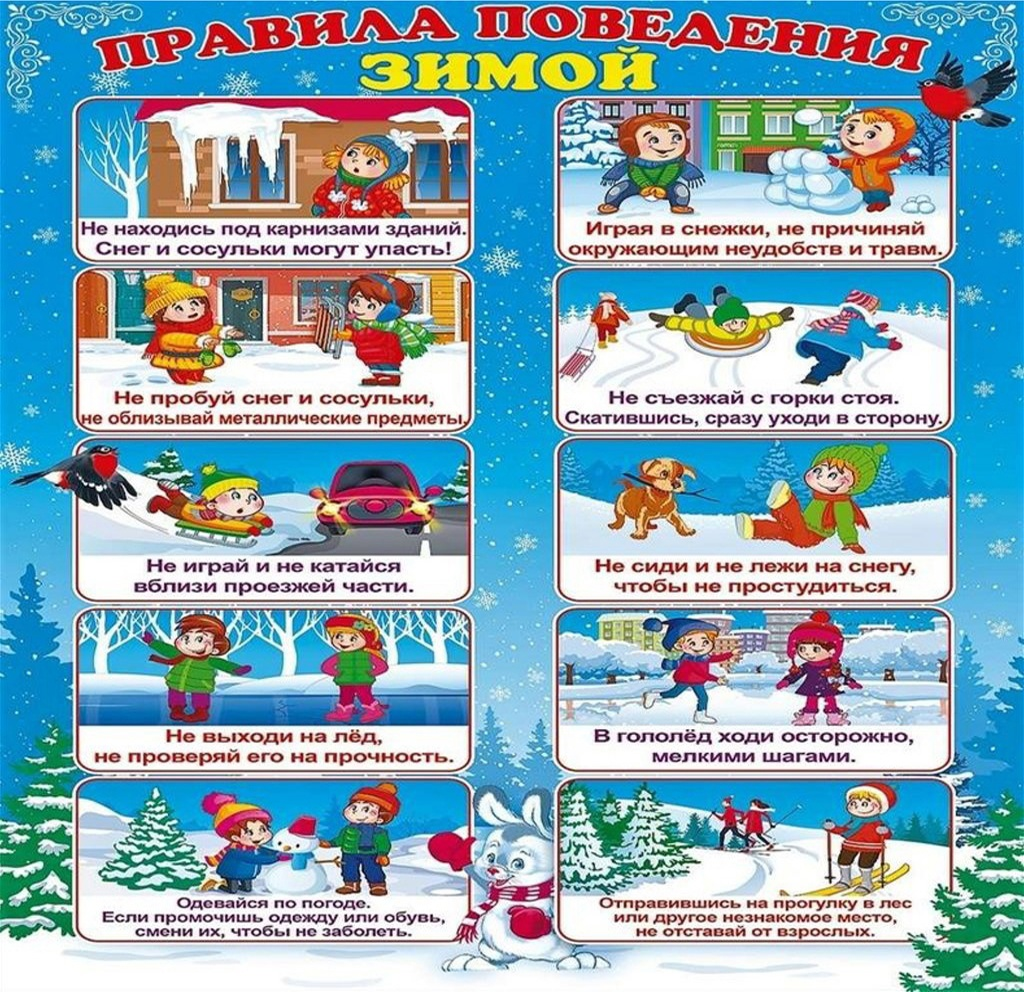 ПРАВИЛА ПОВЕДЕНИЯ
ЗИМОЙ
Не находись под карнизами зданий.
Снег и сосульки могут упасть!
Играя в снежки, не причиняй
окружающим неудобств и травм.
Не пробуй снег и сосульки,
не облизывай металлические предметы.
Не съезжай с горки стоя.
Скатившись, сразу уходи в сторону.
Не играй и не катайся
вблизи проезжей части.
Не сиди и не лежи на снегу,
чтобы не простудиться.
Не выходи на лёд,
не проверяй его на прочность.
В гололёд ходи осторожно,
мелкими шагами.
Одевайся по погоде.
Если промочишь одежду или обувь,
смени их, чтобы не заболеть.
Отправившись на прогулку в лес
или другое незнакомое место,
не отставай от взрослых.